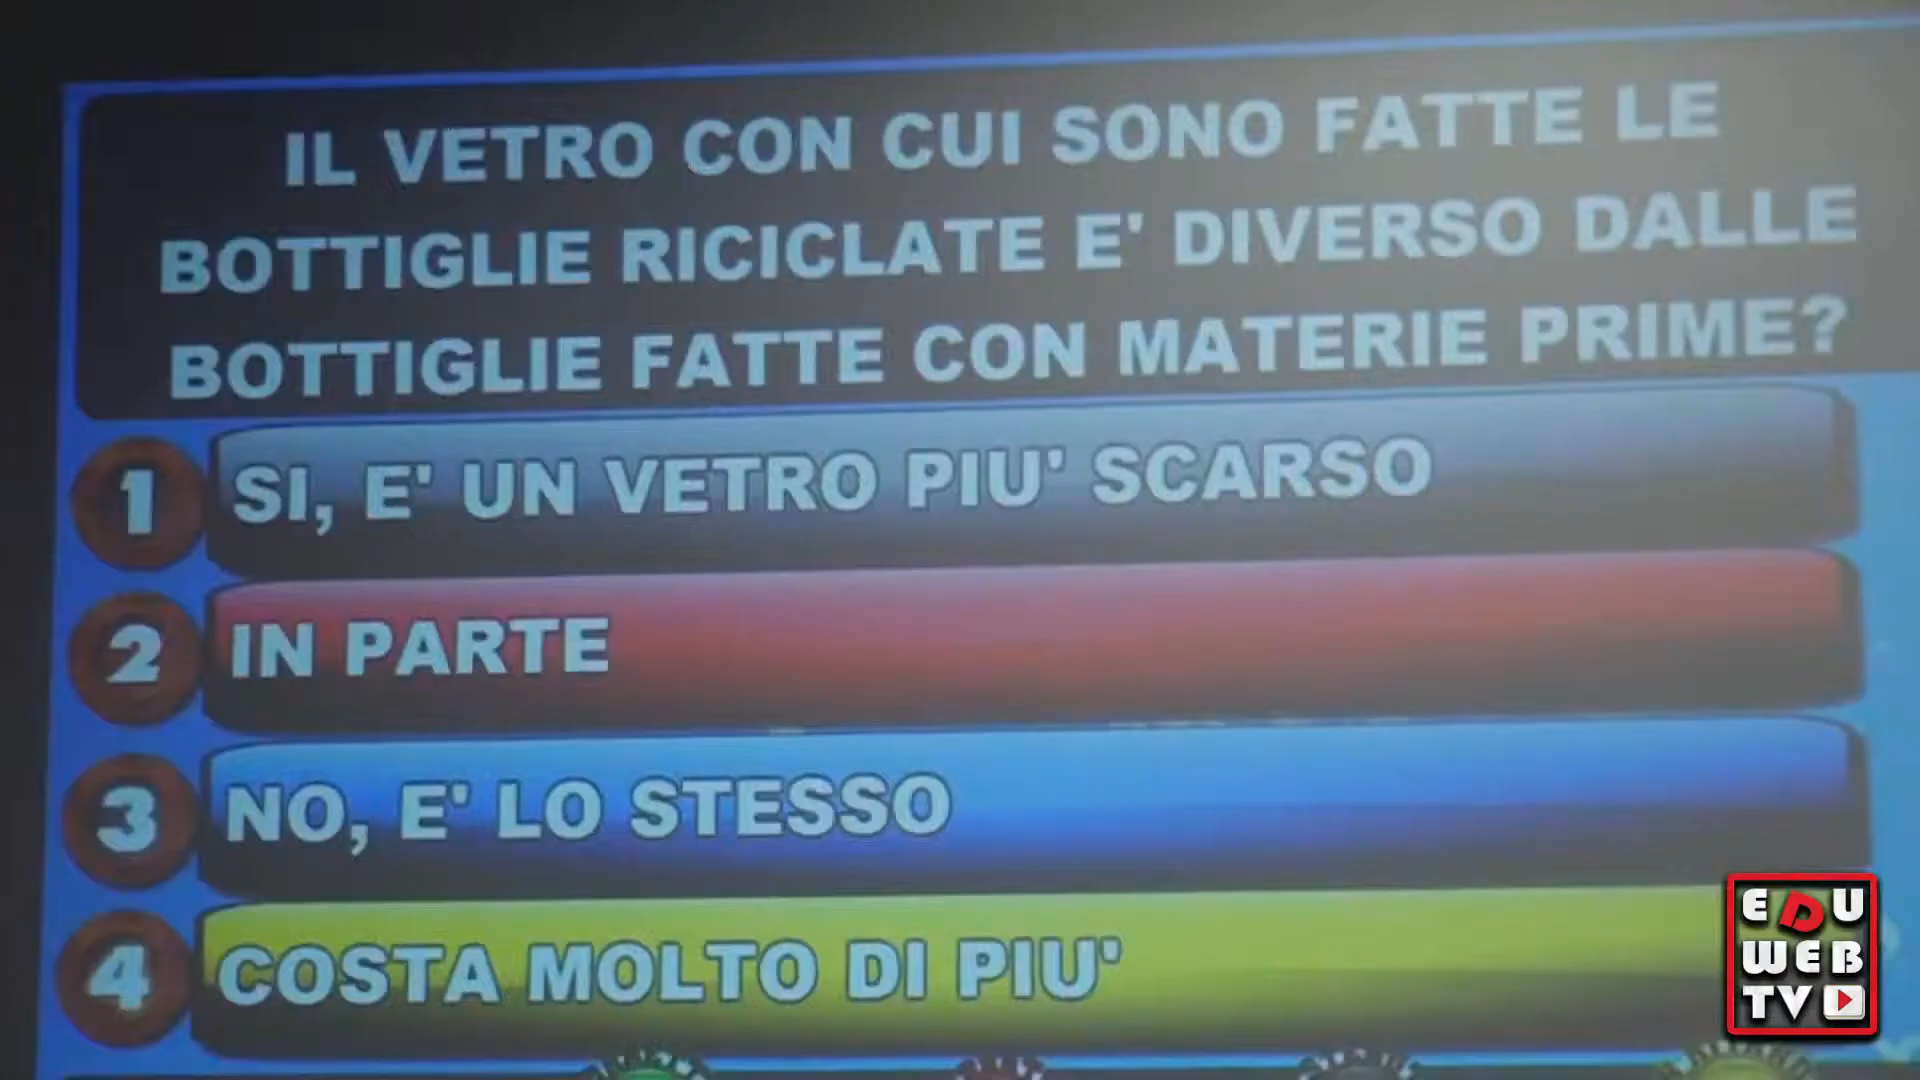 IL VETRO CON CUI SONO FATTE LE
BOTTIGLIE RICICLATE E' DIVERSO DALLE
BOTTIGLIE FATTE CON MATERIE PRIME?
1 SI, E' UN VETRO PIU' SCARSO
2 IN PARTE
3 NO, E' LO STESSO
4 COSTA MOLTO DI PIU'
EDU
WEB
TV